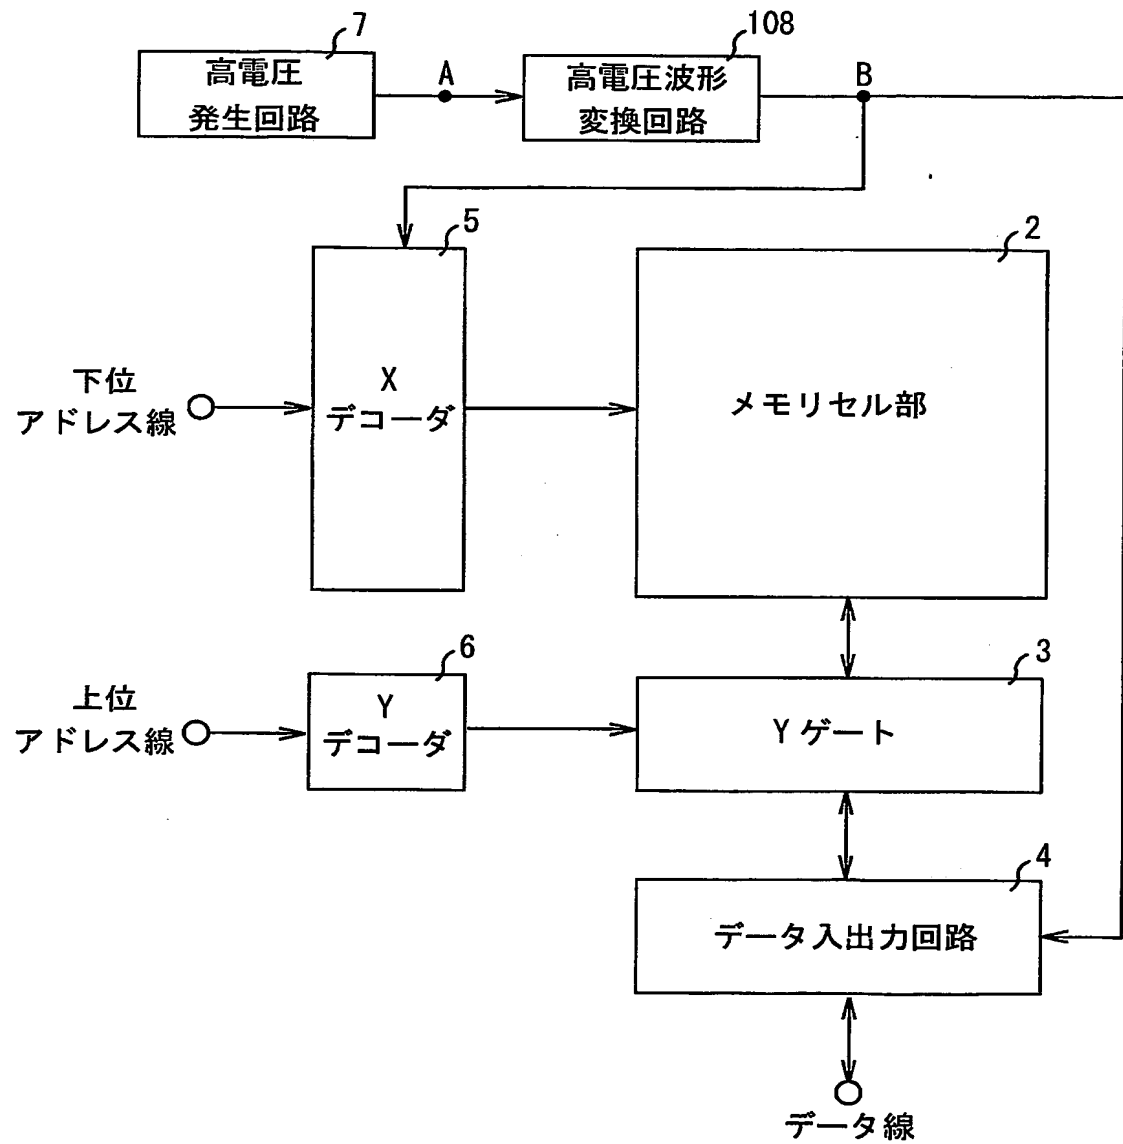 7
高電圧
発生回路
A
108
高電圧波形
変換回路
B
5
X
デコーダ
2
メモリセル部
下位
アドレス線
6
Y
デコーダ
上位
アドレス線
3
Yゲート
4
データ入出力回路
データ線